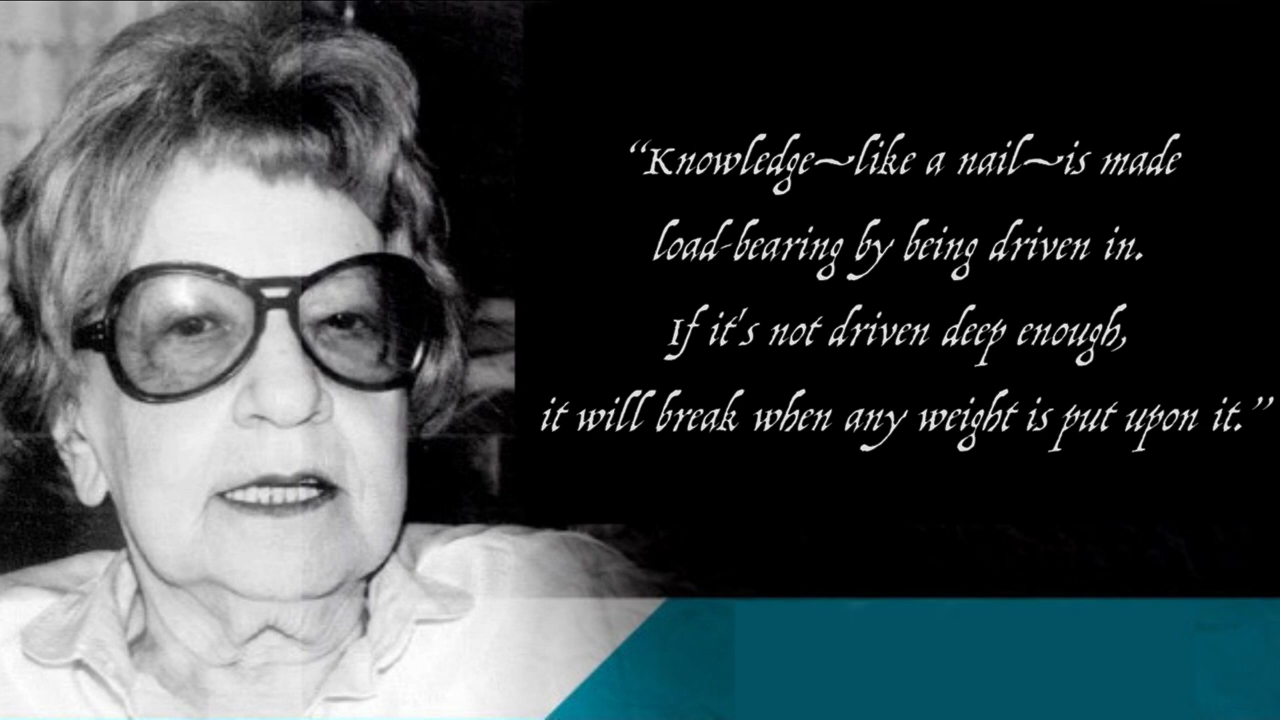 “Knowledge~like a nail~is made
load-bearing by being driven in.
If it's not driven deep enough,
it will break when any weight is put upon it.”